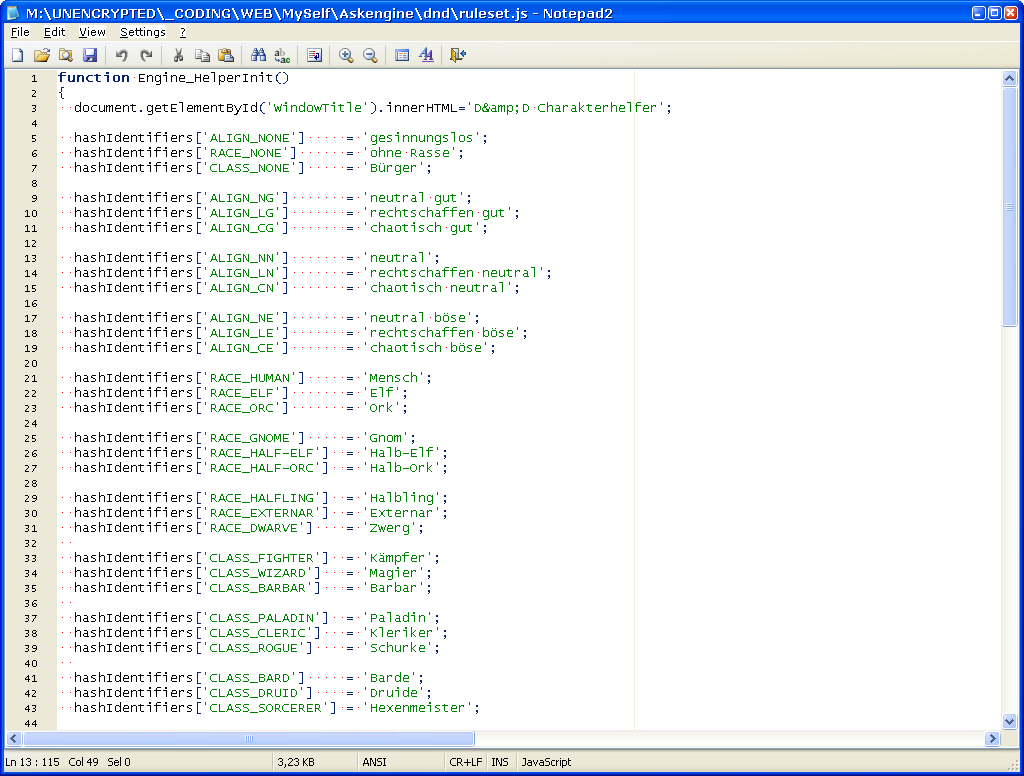 M:\UNENCRYPTED\_CODING\WEB\MySelf\Askengine\dnd\ruleset.js - Notepad2
File Edit View Settings ?
1 function Engine_HelperInit()
2 {
3 document.getElementById('WindowTitle').innerHTML='D&amp;D Charakterhelfer';
4
5 hashIdentifiers['ALIGN_NONE'] = 'gesinnungslos';
6 hashIdentifiers['RACE_NONE'] = 'ohne Rasse';
7 hashIdentifiers['CLASS_NONE'] = 'Bürger';
8
9 hashIdentifiers['ALIGN_NG'] = 'neutral gut';
10 hashIdentifiers['ALIGN_LG'] = 'rechtschaffen gut';
11 hashIdentifiers['ALIGN_CG'] = 'chaotisch gut';
12
13 hashIdentifiers['ALIGN_NN'] = 'neutral';
14 hashIdentifiers['ALIGN_LN'] = 'rechtschaffen neutral';
15 hashIdentifiers['ALIGN_CN'] = 'chaotisch neutral';
16
17 hashIdentifiers['ALIGN_NE'] = 'neutral böse';
18 hashIdentifiers['ALIGN_LE'] = 'rechtschaffen böse';
19 hashIdentifiers['ALIGN_CE'] = 'chaotisch böse';
20
21 hashIdentifiers['RACE_HUMAN'] = 'Mensch';
22 hashIdentifiers['RACE_ELF'] = 'Elf';
23 hashIdentifiers['RACE_ORC'] = 'Ork';
24
25 hashIdentifiers['RACE_GNOME'] = 'Gnom';
26 hashIdentifiers['RACE_HALF-ELF'] = 'Halb-Elf';
27 hashIdentifiers['RACE_HALF-ORC'] = 'Halb-Ork';
28
29 hashIdentifiers['RACE_HALFLING'] = 'Halbling';
30 hashIdentifiers['RACE_EXTERNAR'] = 'Externar';
31 hashIdentifiers['RACE_DWARVE'] = 'Zwerg';
32
33 hashIdentifiers['CLASS_FIGHTER'] = 'Kämpfer';
34 hashIdentifiers['CLASS_WIZARD'] = 'Magier';
35 hashIdentifiers['CLASS_BARBAR'] = 'Barbar';
36
37 hashIdentifiers['CLASS_PALADIN'] = 'Paladin';
38 hashIdentifiers['CLASS_CLERIC'] = 'Kleriker';
39 hashIdentifiers['CLASS_ROGUE'] = 'Schurke';
40
41 hashIdentifiers['CLASS_BARD'] = 'Barde';
42 hashIdentifiers['CLASS_DRUID'] = 'Druide';
43 hashIdentifiers['CLASS_SORCERER'] = 'Hexenmeister';
44
Ln 13 : 115 Col 49 Sel 0 3,23 KB ANSI CR+LF INS JavaScript